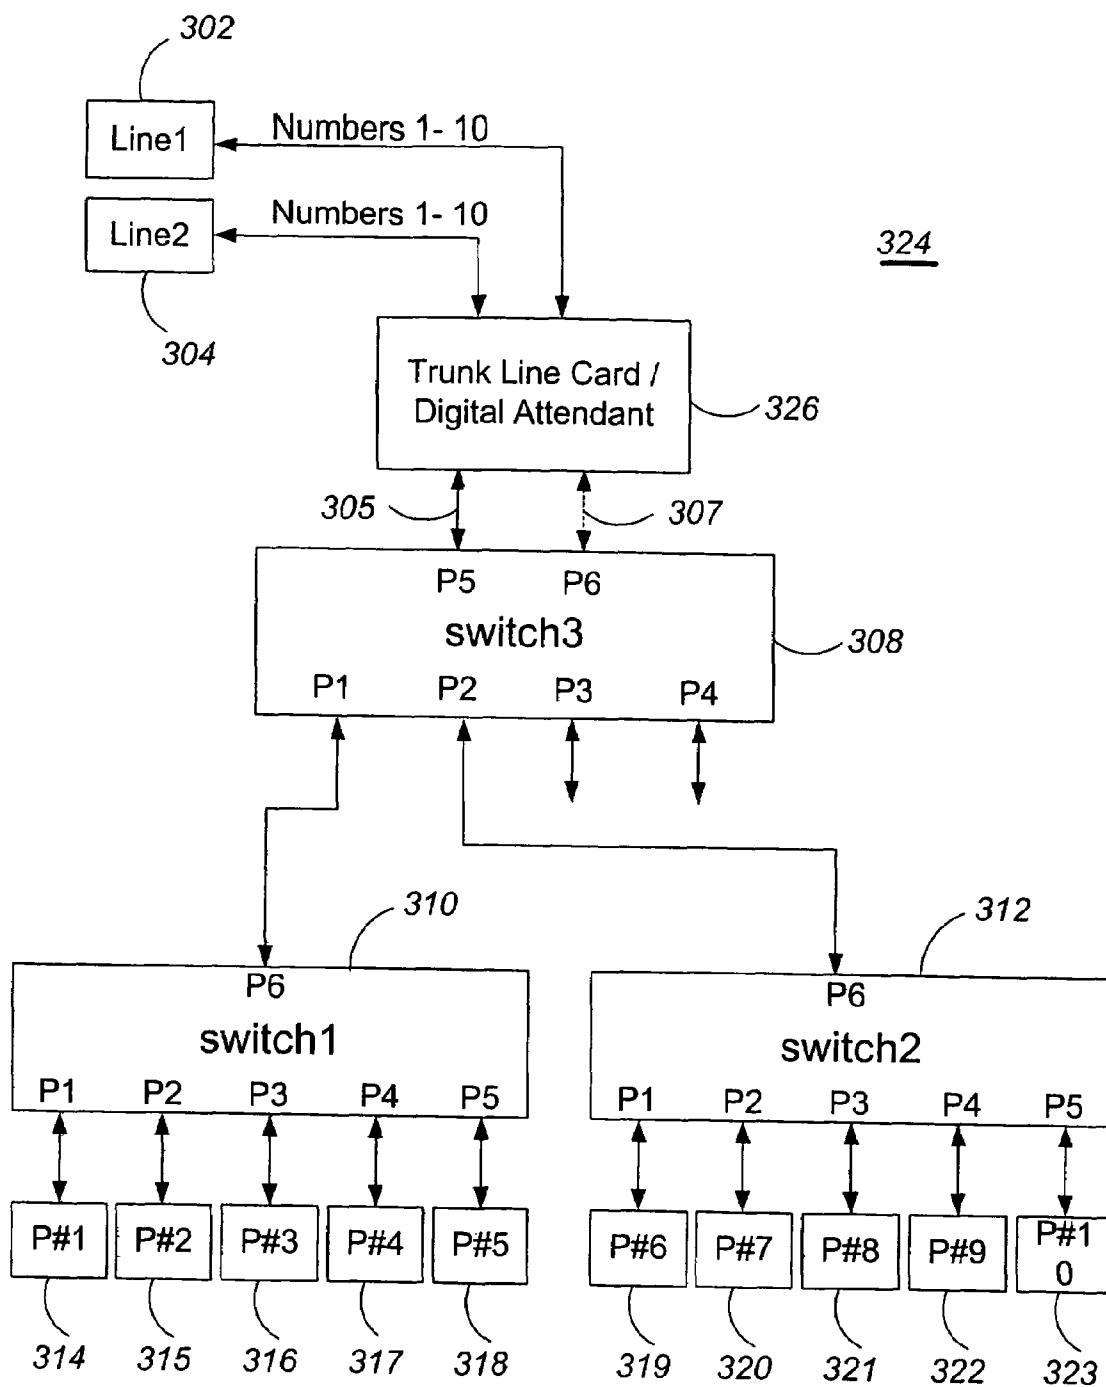 302
Line1
Numbers 1- 10
Line2
Numbers 1- 10
324
304
Trunk Line Card /
Digital Attendant
326
305
307
P5 P6
switch3
308
P1 P2 P3 P4
310
312
P6
switch1
P1 P2 P3 P4 P5
P6
switch2
P1 P2 P3 P4 P5
P#1 P#2 P#3 P#4 P#5
P#6 P#7 P#8 P#9 P#1
0
314 315 316 317 318
319 320 321 322 323